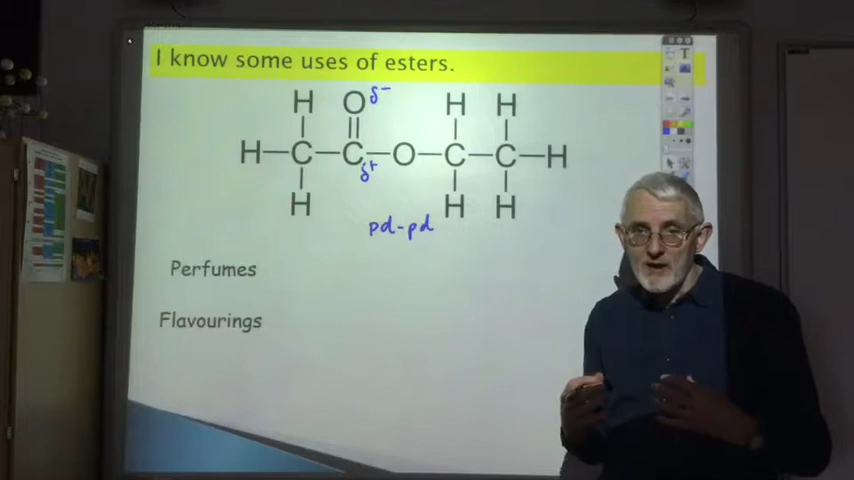 I know some uses of esters.
H O δ- H H
H C C O C C H
δ+
H H H
pd-pd
Perfumes
Flavourings
T